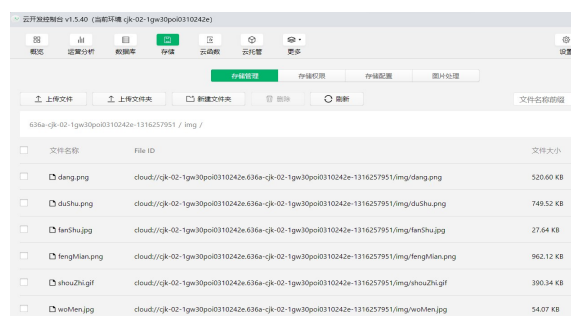 云开发控制台 v1.5.40 (当前环境 cjk-02-1gw30poi0310242e)
概览 运营分析 数据库 存储 云函数 云托管 更多 设置
存储管理 存储权限 存储配置 图片处理
上传文件 上传文件夹 新建文件夹 删除 刷新 文件名称前缀
636a-cjk-02-1gw30poi0310242e-1316257951 / img /
文件名称 File ID 文件大小
dang.png cloud://cjk-02-1gw30poi0310242e.636a-cjk-02-1gw30poi0310242e-1316257951/img/dang.png 520.60 KB
duShu.png cloud://cjk-02-1gw30poi0310242e.636a-cjk-02-1gw30poi0310242e-1316257951/img/duShu.png 749.52 KB
fanShu.jpg cloud://cjk-02-1gw30poi0310242e.636a-cjk-02-1gw30poi0310242e-1316257951/img/fanShu.jpg 27.64 KB
fengMian.png cloud://cjk-02-1gw30poi0310242e.636a-cjk-02-1gw30poi0310242e-1316257951/img/fengMian.png 962.12 KB
shouZhi.gif cloud://cjk-02-1gw30poi0310242e.636a-cjk-02-1gw30poi0310242e-1316257951/img/shouZhi.gif 390.34 KB
woMen.jpg cloud://cjk-02-1gw30poi0310242e.636a-cjk-02-1gw30poi0310242e-1316257951/img/woMen.jpg 54.07 KB